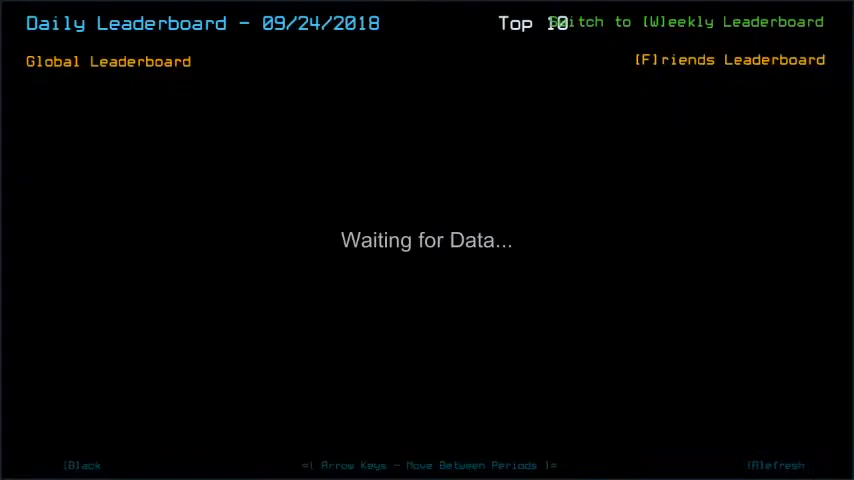 Daily Leaderboard - 09/24/2018
Top 10
Switch to [W]eekly Leaderboard
Global Leaderboard
[F]riends Leaderboard
Waiting for Data...
[B]ack
=[ Arrow Keys - Move Between Periods ]=
[R]efresh